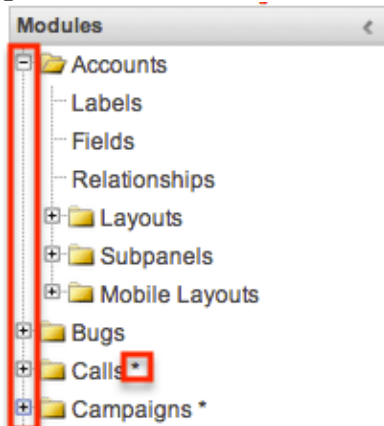 Modules <
Accounts
Labels
Fields
Relationships
Layouts
Subpanels
Mobile Layouts
Bugs
Calls *
Campaigns *